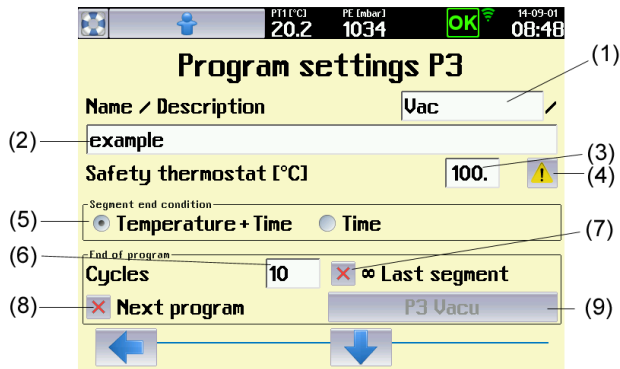 PT1 [°C] PE [mbar] 14-09-01
20.2 1034 OK 08:48
Program settings P3
(1)
Name / Description Vac /
(2) example
Safety thermostat [°C] 100. (3)
(4)
Segment end condition
(5) Temperature + Time Time
(6) (7)
End of program
Cycles 10 ∞ Last segment
(8) Next program P3 Vacu (9)